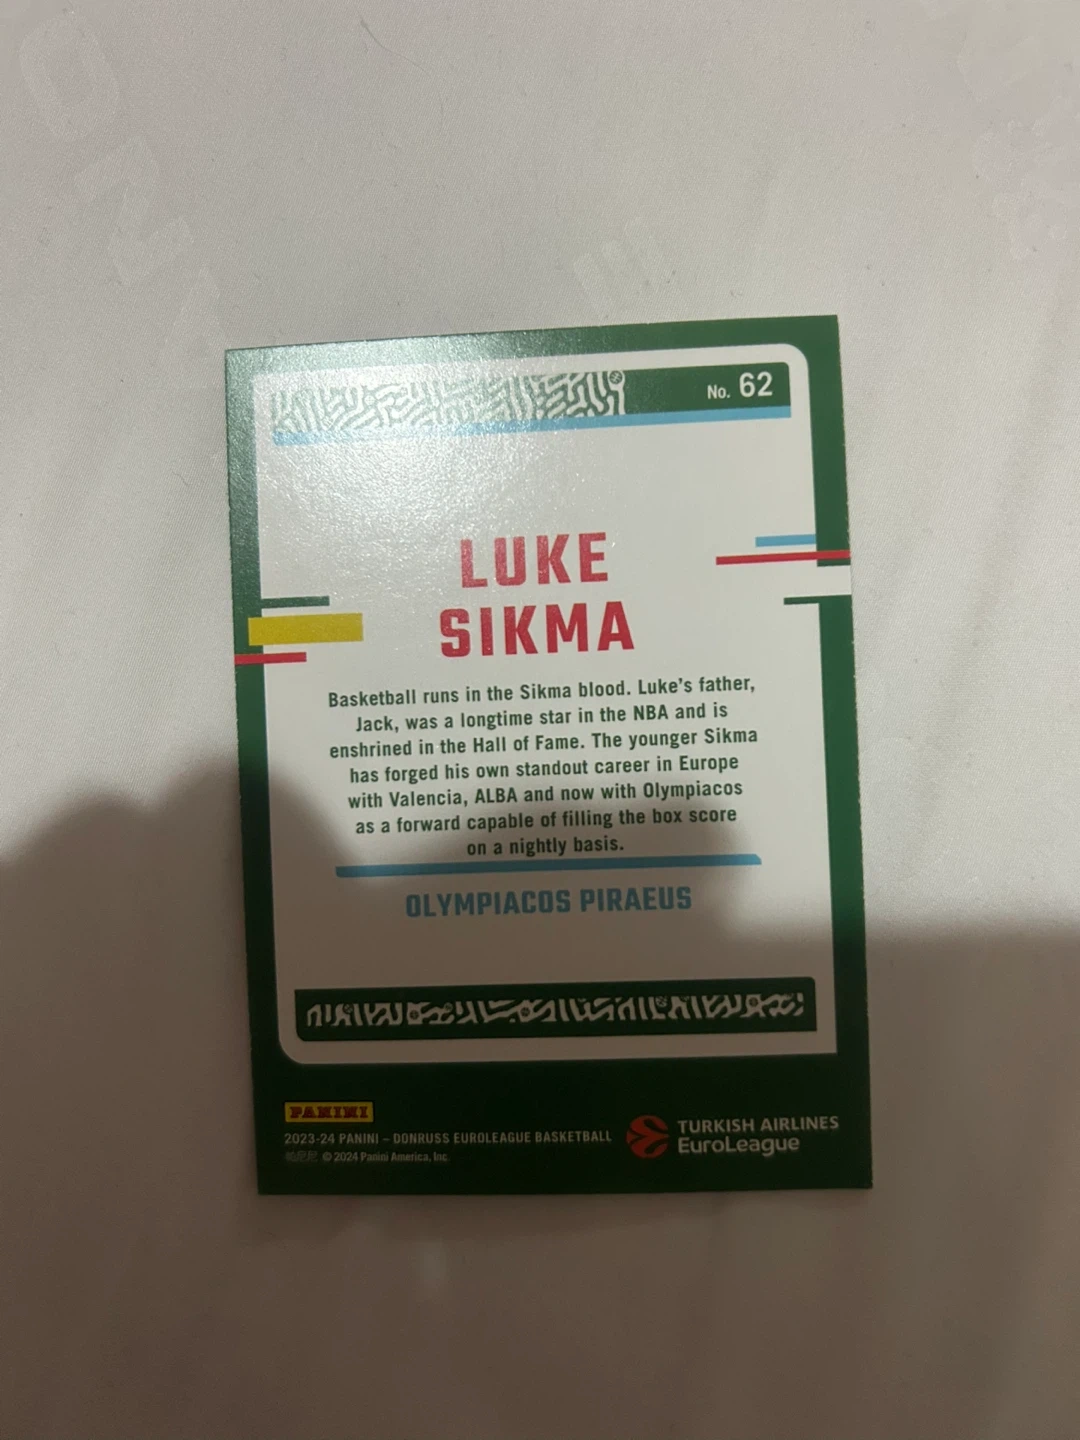 No. 62
LUKE
SIKMA
Basketball runs in the Sikma blood. Luke's father,
Jack, was a longtime star in the NBA and is
enshrined in the Hall of Fame. The younger Sikma
has forged his own standout career in Europe
with Valencia, ALBA and now with Olympiacos
as a forward capable of filling the box score
on a nightly basis.
OLYMPIACOS PIRAEUS
PANINI
2023-24 PANINI – DONRUSS EUROLEAGUE BASKETBALL
© 2024 Panini America, Inc.
TURKISH AIRLINES
EuroLeague